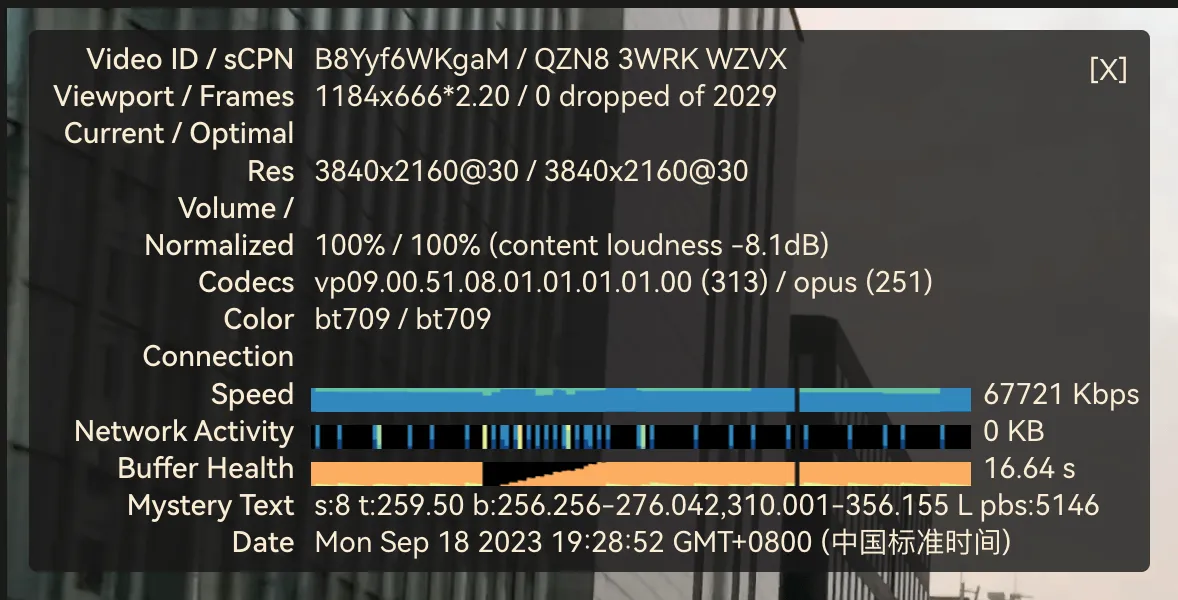 Video ID / sCPN B8Yyf6WKgaM / QZN8 3WRK WZVX
[X]
Viewport / Frames 1184x666*2.20 / 0 dropped of 2029
Current / Optimal
Res 3840x2160@30 / 3840x2160@30
Volume /
Normalized 100% / 100% (content loudness -8.1dB)
Codecs vp09.00.51.08.01.01.01.01.00 (313) / opus (251)
Color bt709 / bt709
Connection
Speed 67721 Kbps
Network Activity 0 KB
Buffer Health 16.64 s
Mystery Text s:8 t:259.50 b:256.256-276.042,310.001-356.155 L pbs:5146
Date Mon Sep 18 2023 19:28:52 GMT+0800 (中国标准时间)